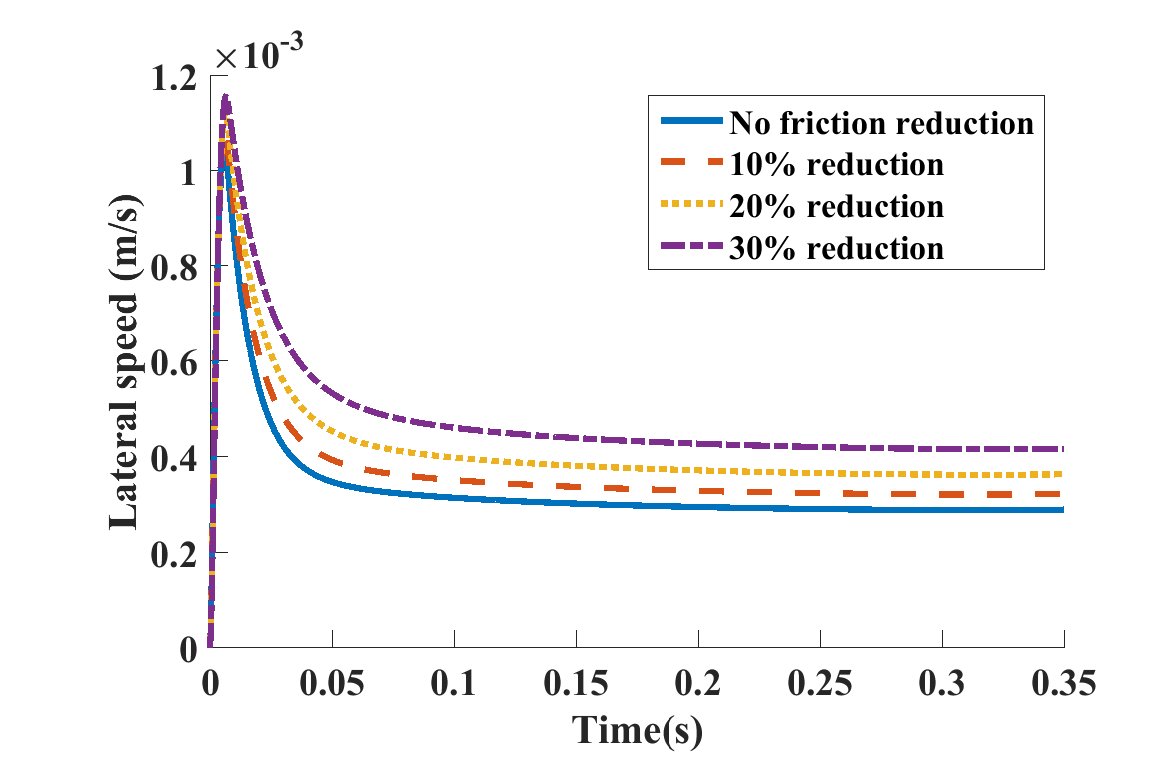 ×10-3
1.2
1
0.8
0.6
0.4
0.2
0
Lateral speed (m/s)
No friction reduction
10% reduction
20% reduction
30% reduction
0 0.05 0.1 0.15 0.2 0.25 0.3 0.35
Time(s)